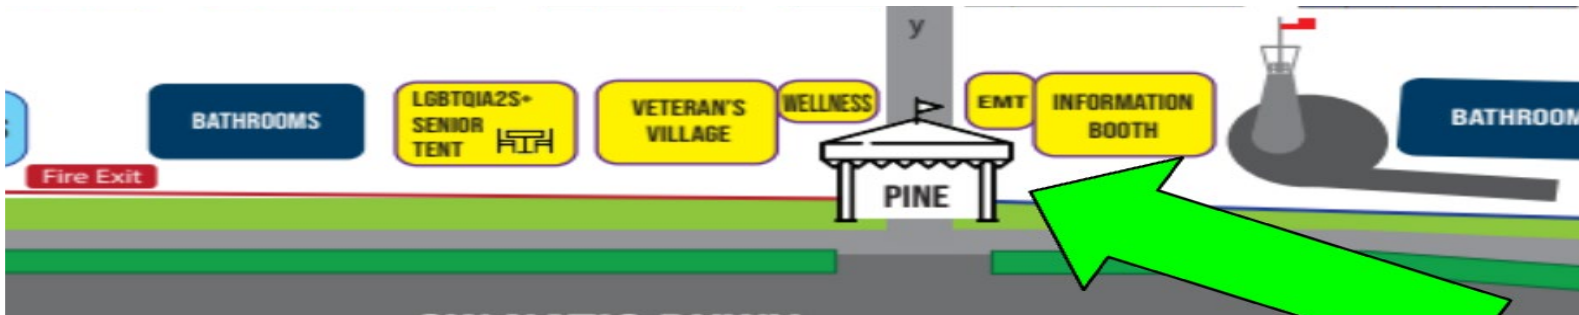 y
BATHROOMS
LGBTQIA2S+
SENIOR
TENT
VETERAN'S
VILLAGE
WELLNESS
EMT
INFORMATION
BOOTH
Fire Exit
PINE